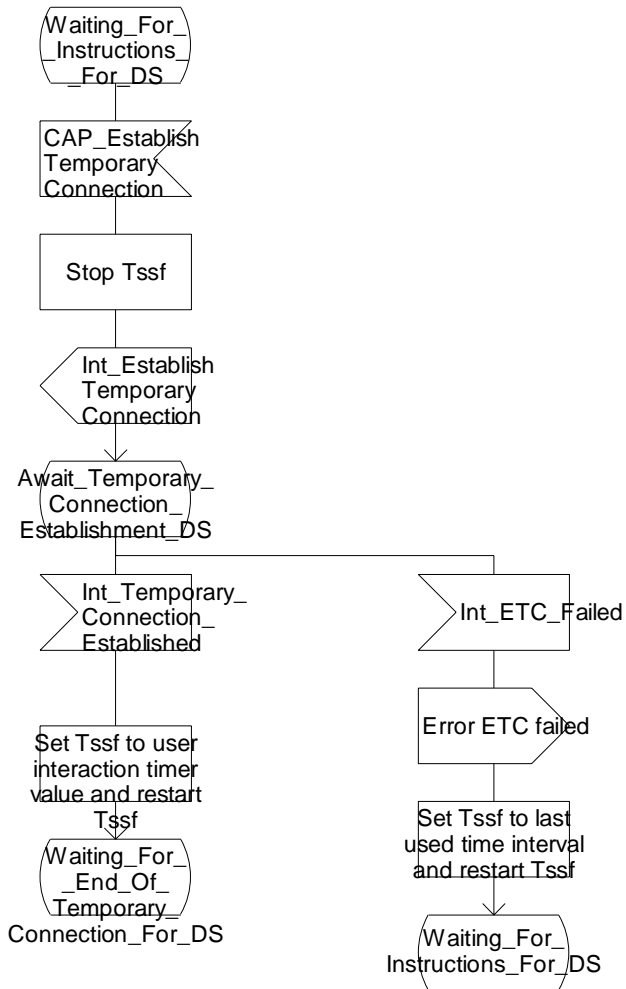 Waiting_For_
_Instructions_
_For_DS
CAP_Establish
Temporary
Connection
Stop Tssf
Int_Establish
Temporary
Connection
Await_Temporary_
Connection_
Establishment_DS
Int_Temporary_
Connection_
Established
Int_ETC_Failed
Error ETC failed
Set Tssf to user
interaction timer
value and restart
Tssf
Set Tssf to last
used time interval
and restart Tssf
Waiting_For_
_End_Of_
Temporary_
Connection_For_DS
Waiting_For_
Instructions_For_DS